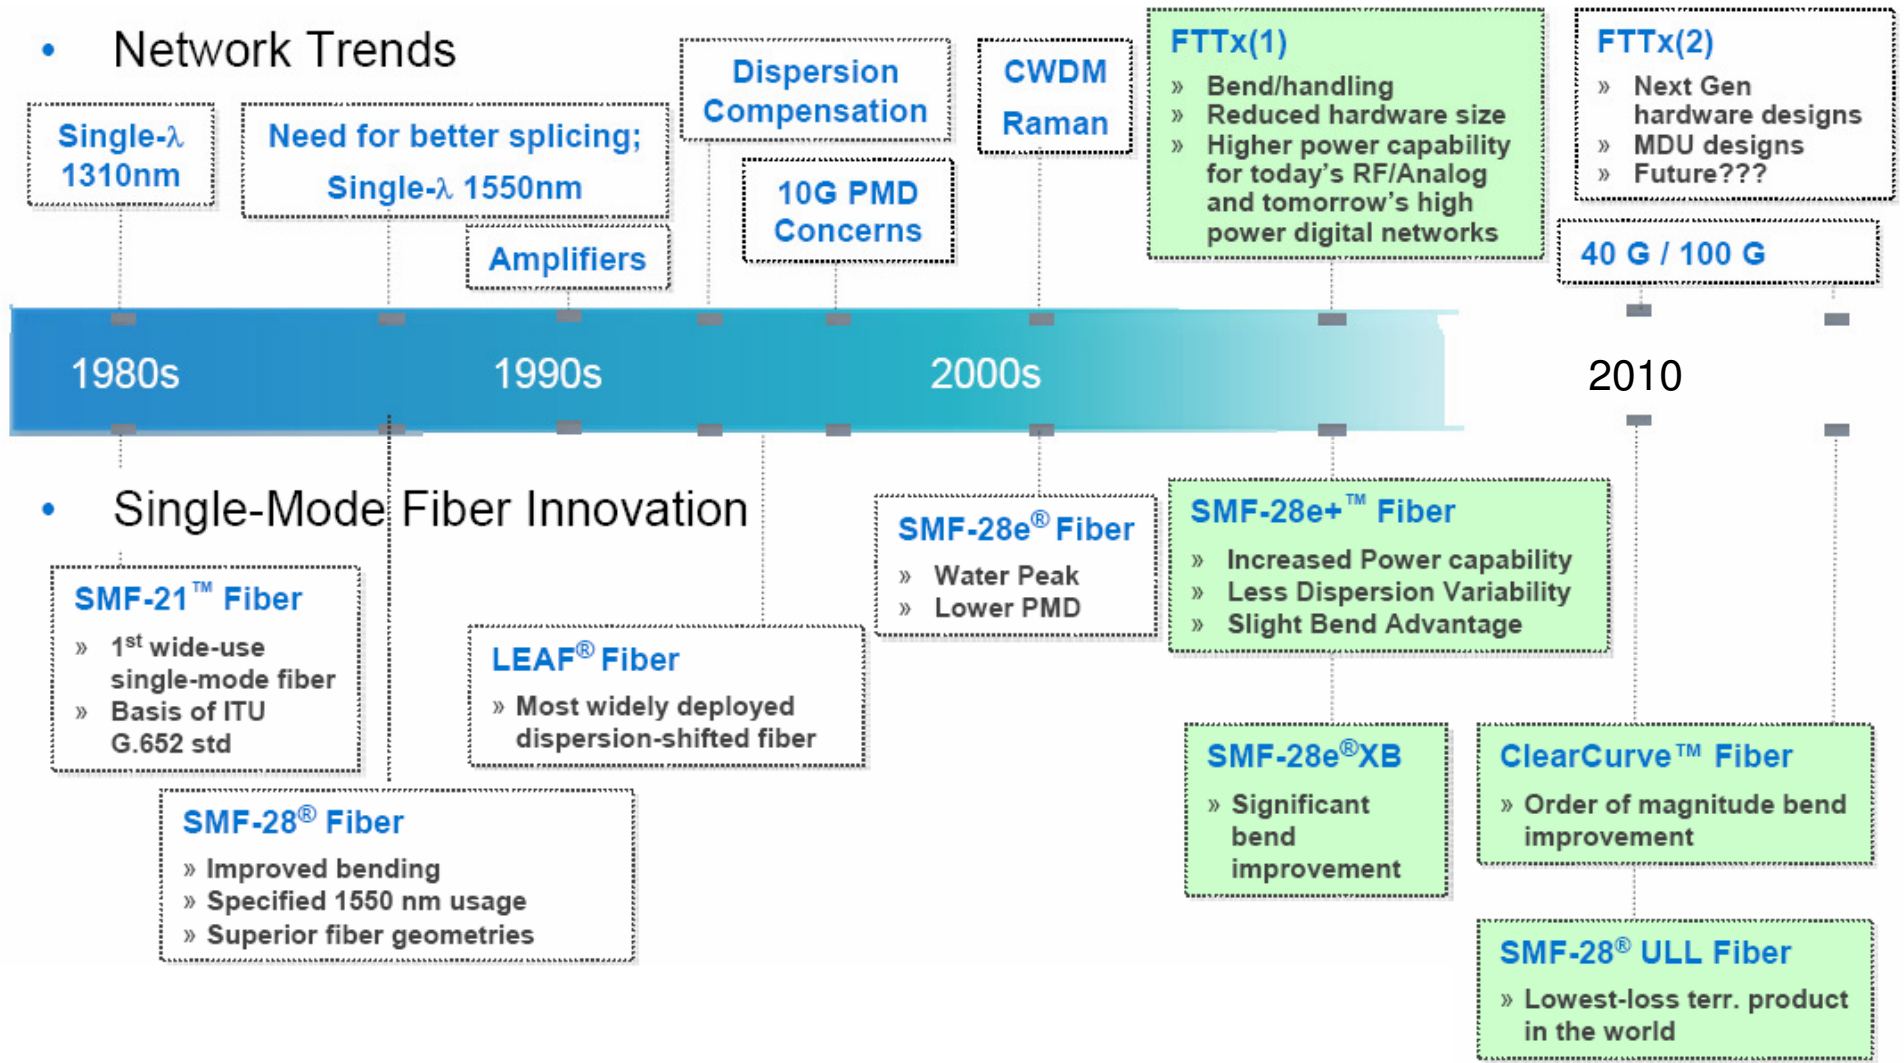 • Network Trends
Single-λ
1310nm
Need for better splicing;
Single-λ 1550nm
Amplifiers
Dispersion
Compensation
10G PMD
Concerns
CWDM
Raman
FTTx(1)
» Bend/handling
» Reduced hardware size
» Higher power capability
for today's RF/Analog
and tomorrow's high
power digital networks
FTTx(2)
» Next Gen
hardware designs
» MDU designs
» Future???
40 G / 100 G
1980s
1990s
2000s
2010
• Single-Mode Fiber Innovation
SMF-21™ Fiber
» 1st wide-use
single-mode fiber
» Basis of ITU
G.652 std
SMF-28® Fiber
» Improved bending
» Specified 1550 nm usage
» Superior fiber geometries
LEAF® Fiber
» Most widely deployed
dispersion-shifted fiber
SMF-28e® Fiber
» Water Peak
» Lower PMD
SMF-28e+™ Fiber
» Increased Power capability
» Less Dispersion Variability
» Slight Bend Advantage
SMF-28e®XB
» Significant
bend
improvement
ClearCurve™ Fiber
» Order of magnitude bend
improvement
SMF-28® ULL Fiber
» Lowest-loss terr. product
in the world